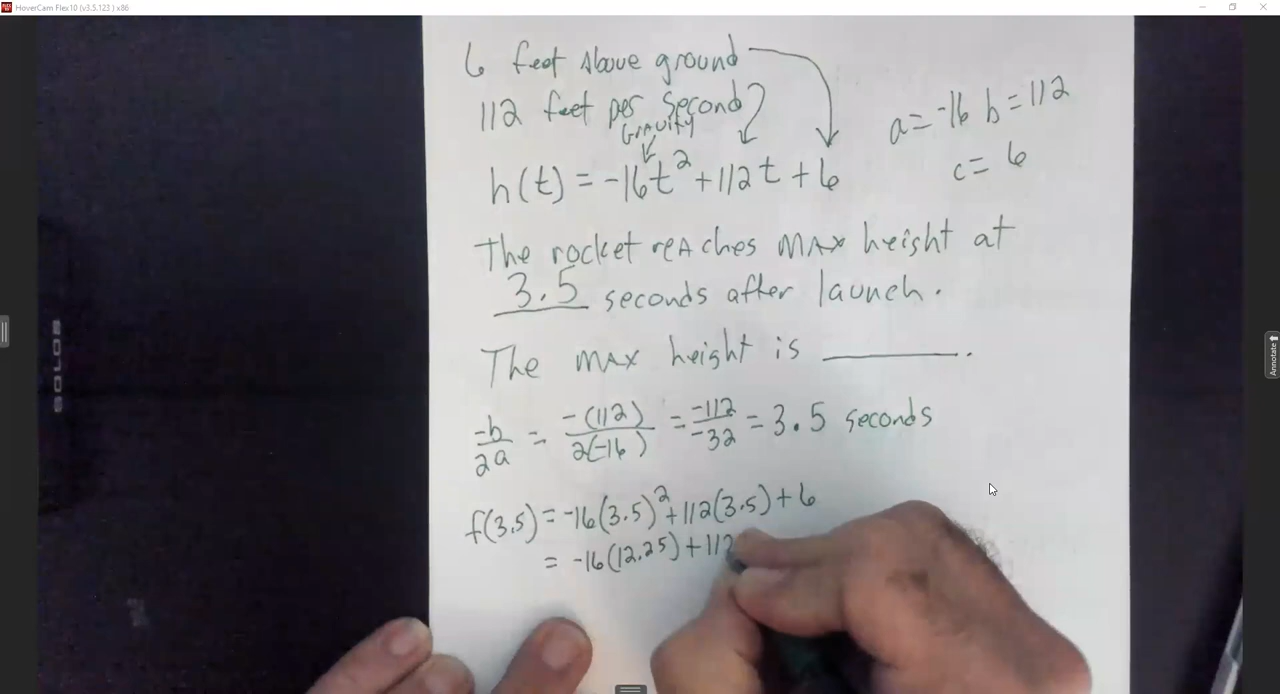 HoverCam Flex10 (v3.5.123) x86
6 feet above ground
112 feet per second
Gravity
h(t) = -16t² + 112t + 6
a = -16 b = 112
c = 6
The rocket reaches max height at
3.5 seconds after launch.
The max height is ________.
-b/2a = -(112)/2(-16) = -112/-32 = 3.5 seconds
f(3.5) = -16(3.5)² + 112(3.5) + 6
= -16(12.25) + 112
SOLO2
Annotate